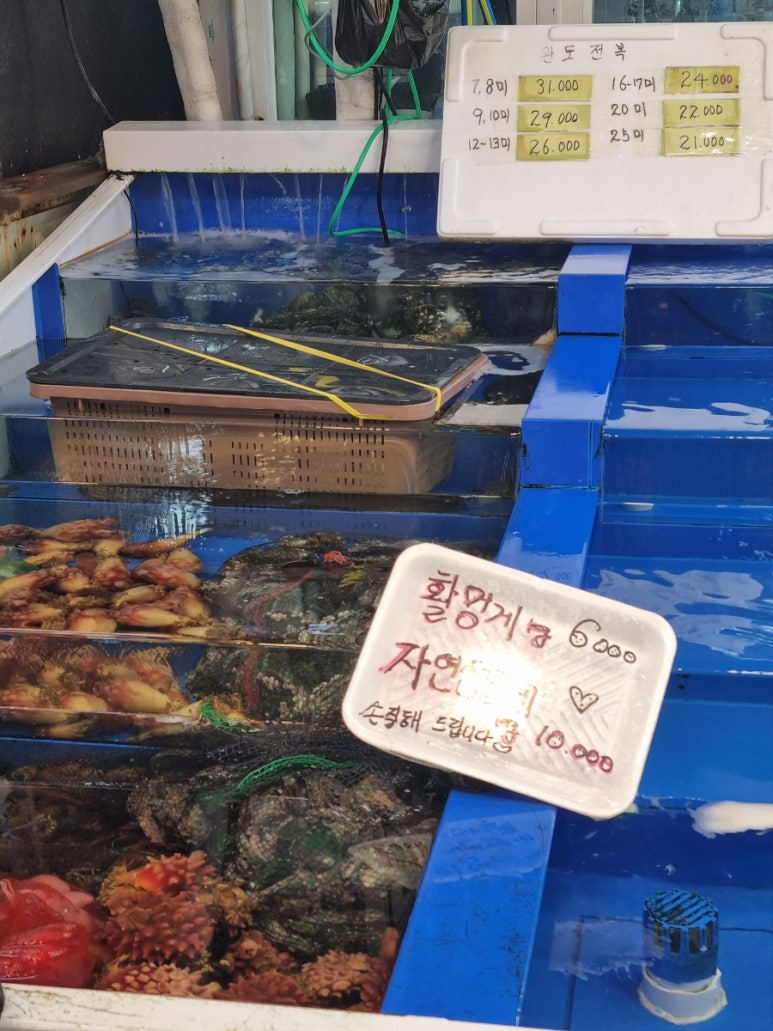 완도전복
7,8미 31.000 16-17미 24.000
9,10미 29.000 20미 22.000
12~13미 26.000 25미 21.000
활멍게 6000
자연
손질해 드립니다 10.000